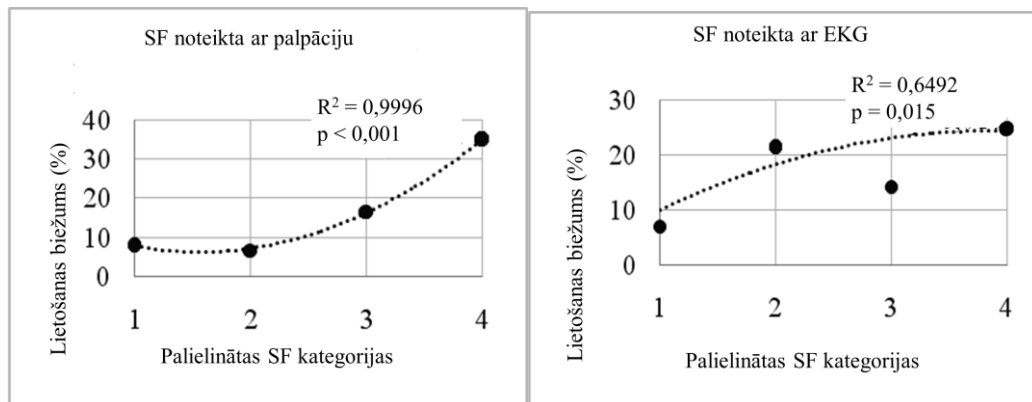 SF noteikta ar palpāciju
R² = 0,9996
p < 0,001
40
30
20
10
0
Lietošanas biežums (%)
1 2 3 4
Palielinātas SF kategorijas
SF noteikta ar EKG
R² = 0,6492
p = 0,015
30
20
10
0
Lietošanas biežums (%)
1 2 3 4
Palielinātas SF kategorijas